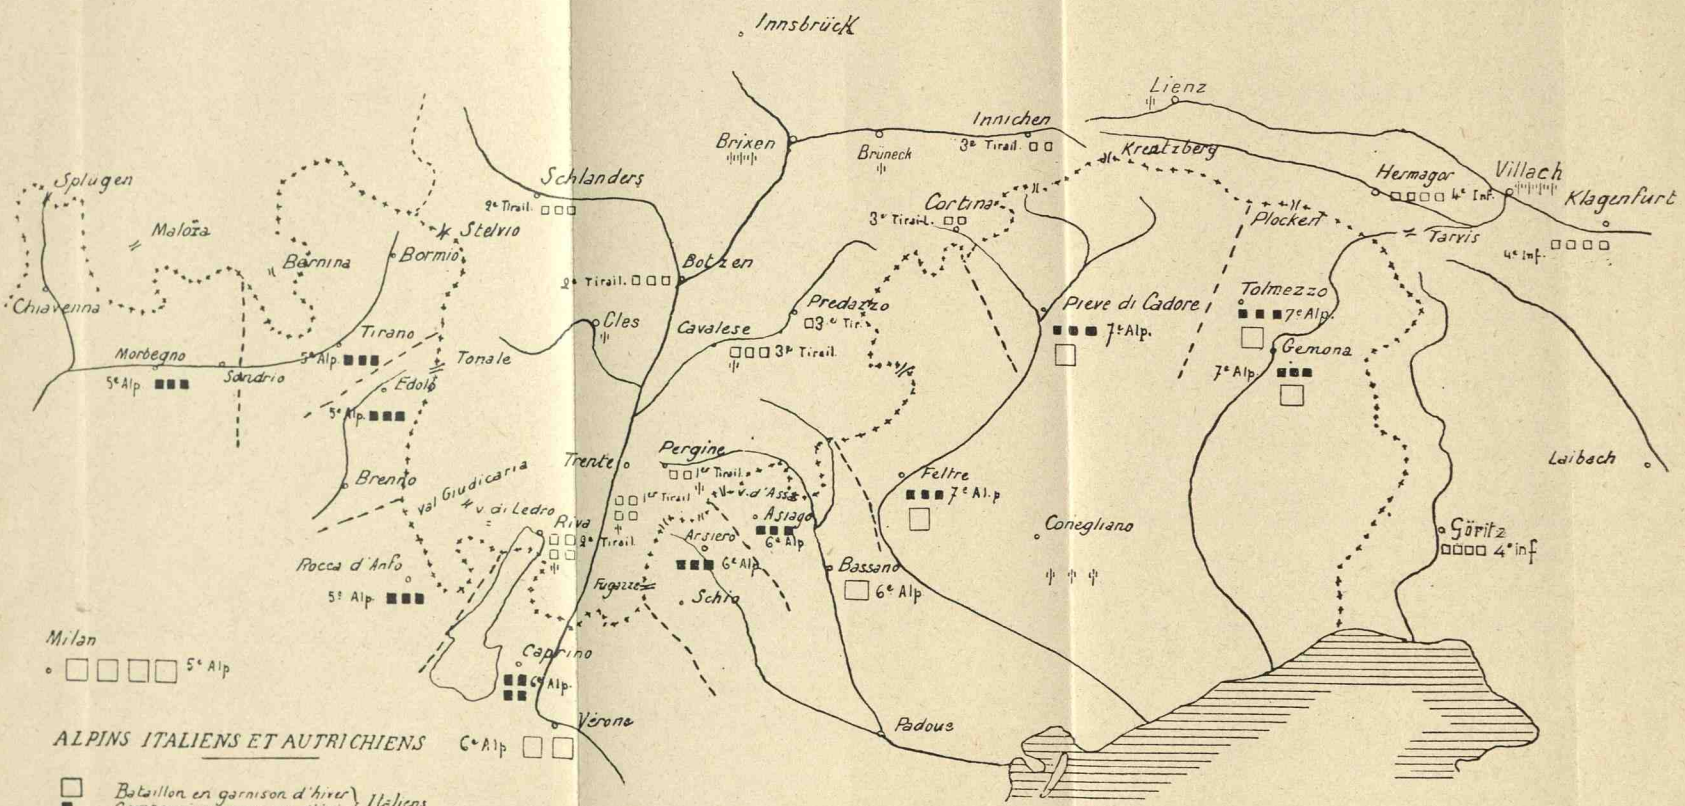 Innsbrück
Lienz
Innichen
Brixen
Brüneck
3e Tirail.
Kreutzberg
Splugen
Schlanders
Hermagor
Villach
4e Inf.
Klagenfurt
2e Tirail.
Cortina
3e Tirail.
Plocken
Maloïa
Stelvio
Tarvis
Bernina
Bormio
Botzen
4e Inf.
2e Tirail.
Chiavenna
Predazzo
3e Tir.
Pieve di Cadore
7e Alp.
Tolmezzo
7e Alp.
Cles
Cavalese
3e Tirail.
Tirano
5e Alp.
Morbegno
5e Alp
Sondrio
Tonale
Edolo
5e Alp.
Gemona
7e Alp.
Pergine
1er Tirail.
Trente
1er Tirail
Feltre
7e Alp
Laibach
Brenno
Val Giudicaria
v. di Ledro
Riva
2e Tirail.
v. d'Assa
Asiago
6e Alp
Arsiero
6e Alp
Conegliano
Göritz
4e inf
Rocca d'Anfo
5e Alp.
Fugazze
Schio
Bassano
6e Alp
Milan
5e Alp
Caprino
6e Alp.
Vérone
6e Alp
Padoue
ALPINS ITALIENS ET AUTRICHIENS
Bataillon en garnison d'hiver
Italiens